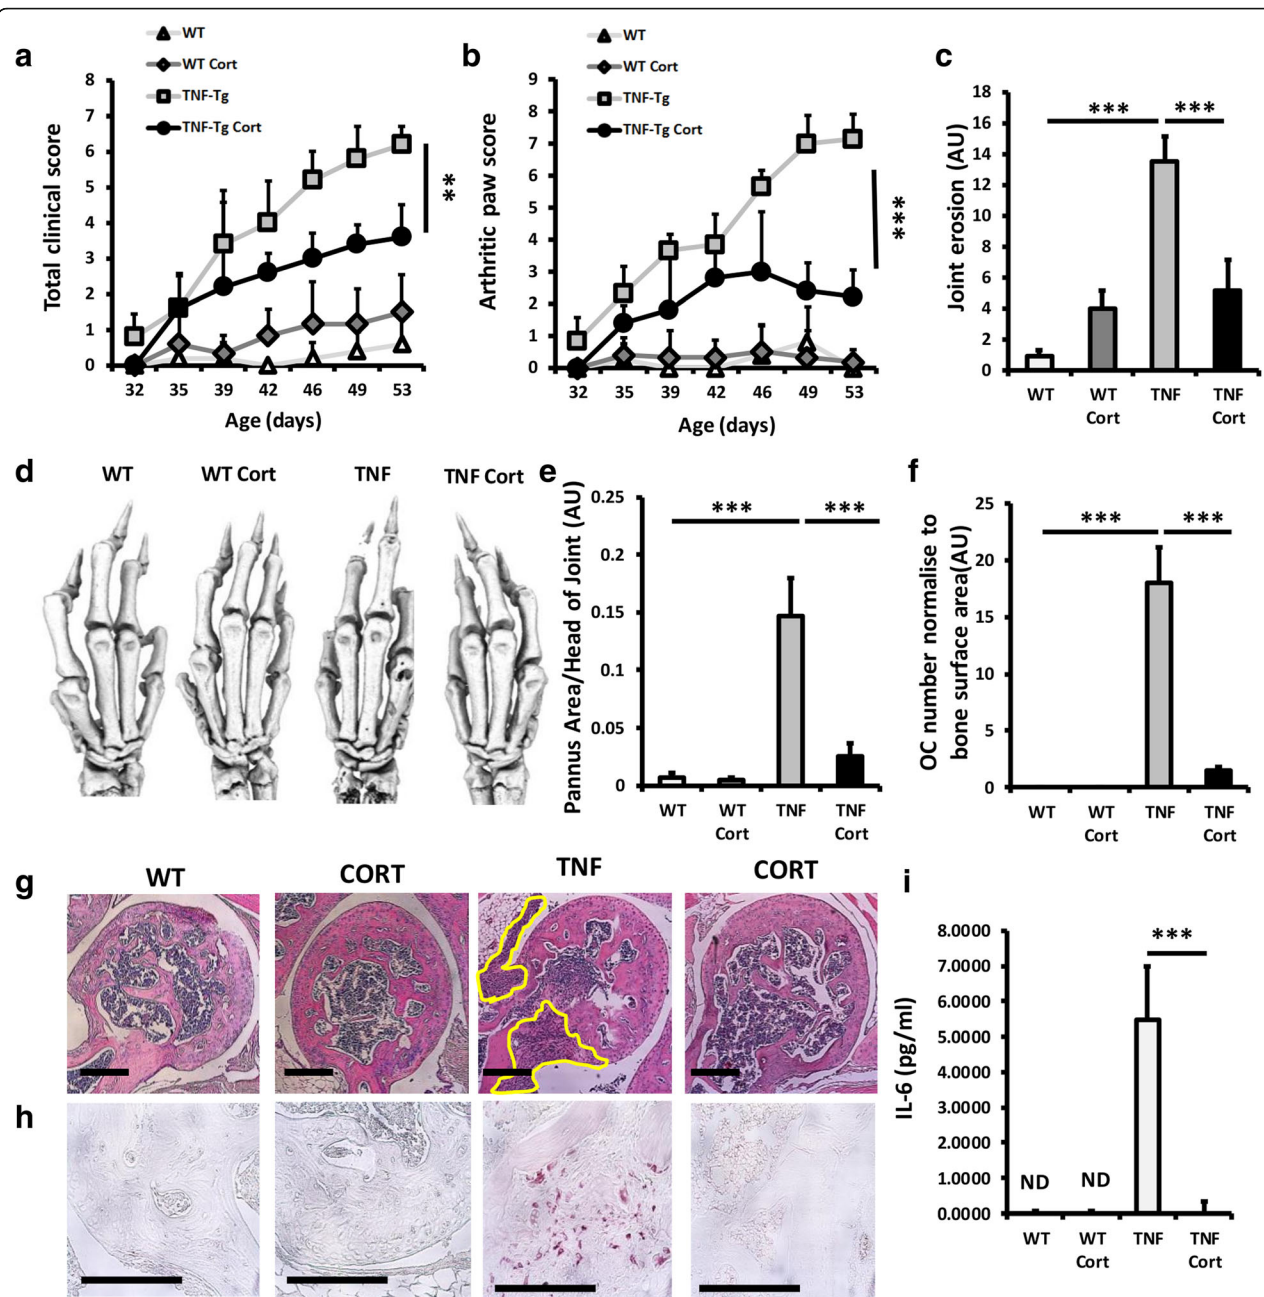 a
WT
WT Cort
TNF-Tg
TNF-Tg Cort
Total clinical score
8
7
6
5
4
3
2
1
0
**
32 35 39 42 46 49 53
Age (days)
b
WT
WT Cort
TNF-Tg
TNF-Tg Cort
Arthritic paw score
9
8
7
6
5
4
3
2
1
0
***
32 35 39 42 46 49 53
Age (days)
c
Joint erosion (AU)
18
16
14
12
10
8
6
4
2
0
*** ***
WT WT Cort TNF TNF Cort
d
WT WT Cort TNF TNF Cort
e
Pannus Area/Head of Joint (AU)
0.25
0.2
0.15
0.1
0.05
0
*** ***
WT WT Cort TNF TNF Cort
f
OC number normalise to
bone surface area(AU)
25
20
15
10
5
0
*** ***
WT WT Cort TNF TNF Cort
g
WT CORT TNF CORT
h
i
IL-6 (pg/ml)
8.0000
7.0000
6.0000
5.0000
4.0000
3.0000
2.0000
1.0000
0.0000
***
ND ND
WT WT Cort TNF TNF Cort